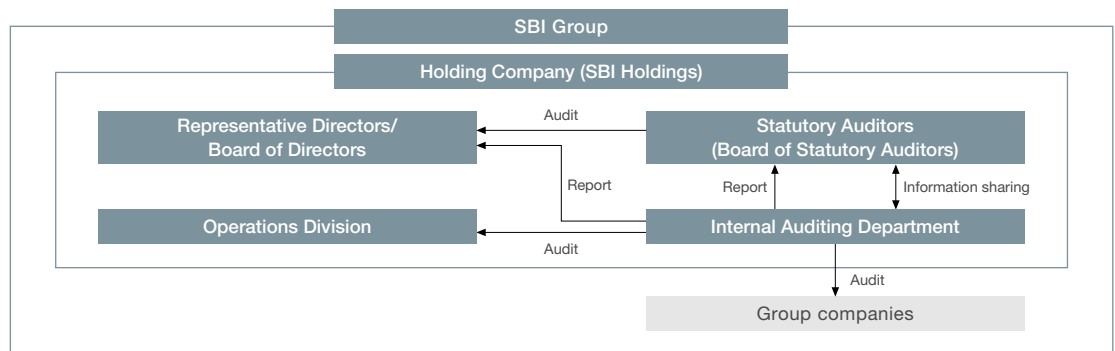 SBI Group
Holding Company (SBI Holdings)
Representative Directors/
Board of Directors
Audit
Statutory Auditors
(Board of Statutory Auditors)
Report
Report
Information sharing
Operations Division
Audit
Internal Auditing Department
Audit
Group companies